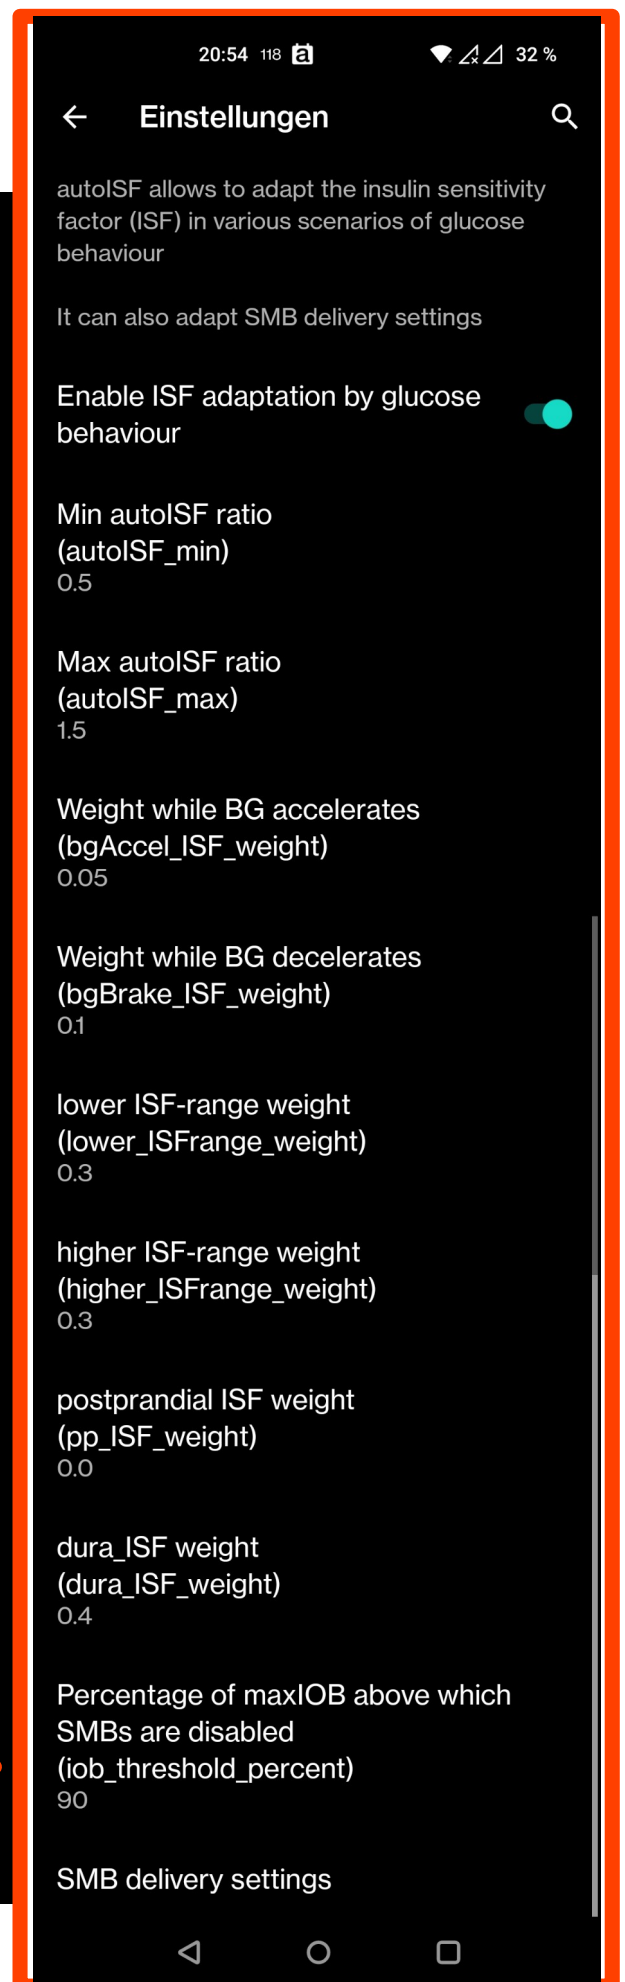 20:54 118 a 32 %
Einstellungen
autoISF allows to adapt the insulin sensitivity
factor (ISF) in various scenarios of glucose
behaviour
It can also adapt SMB delivery settings
Enable ISF adaptation by glucose
behaviour
Min autoISF ratio
(autoISF_min)
0.5
Max autoISF ratio
(autoISF_max)
1.5
Weight while BG accelerates
(bgAccel_ISF_weight)
0.05
Weight while BG decelerates
(bgBrake_ISF_weight)
0.1
lower ISF-range weight
(lower_ISFrange_weight)
0.3
higher ISF-range weight
(higher_ISFrange_weight)
0.3
postprandial ISF weight
(pp_ISF_weight)
0.0
dura_ISF weight
(dura_ISF_weight)
0.4
Percentage of maxIOB above which
SMBs are disabled
(iob_threshold_percent)
90
SMB delivery settings